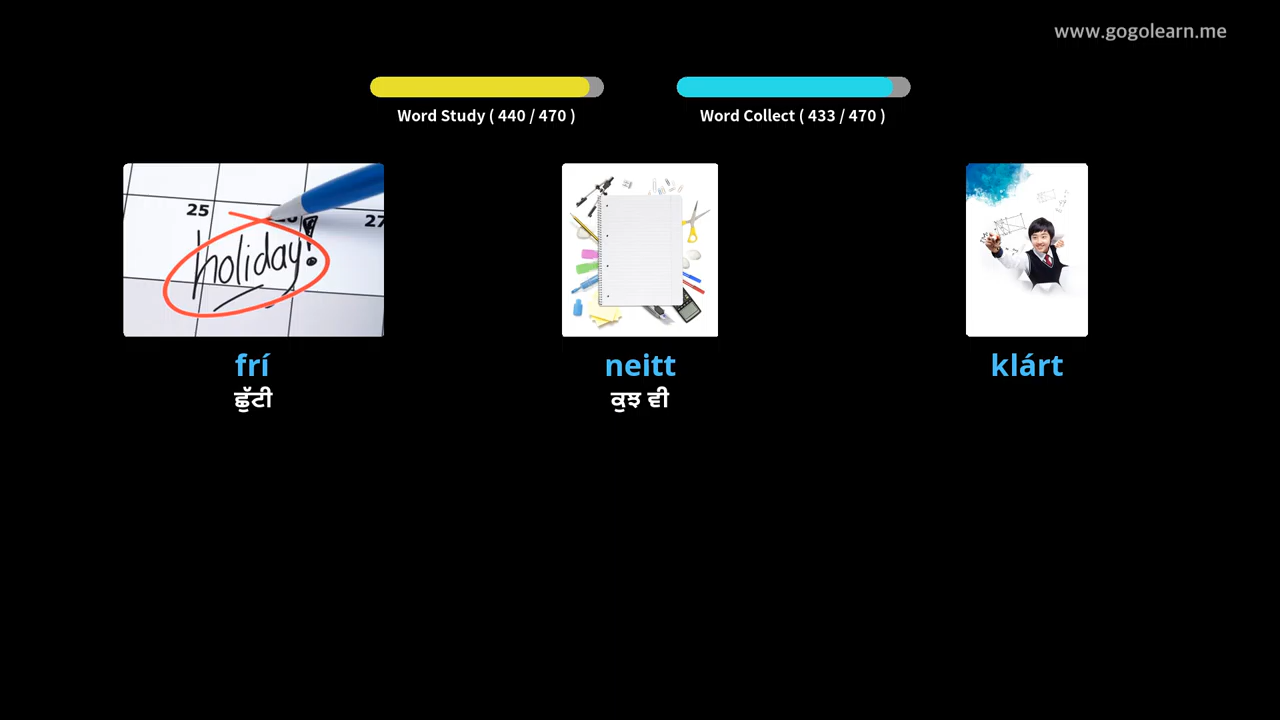 www.gogolearn.me
Word Study ( 440 / 470 )
Word Collect ( 433 / 470 )
25
27
holiday!
frí
neitt
klárt
ਛੁੱਟੀ
ਕੁਝ ਵੀ